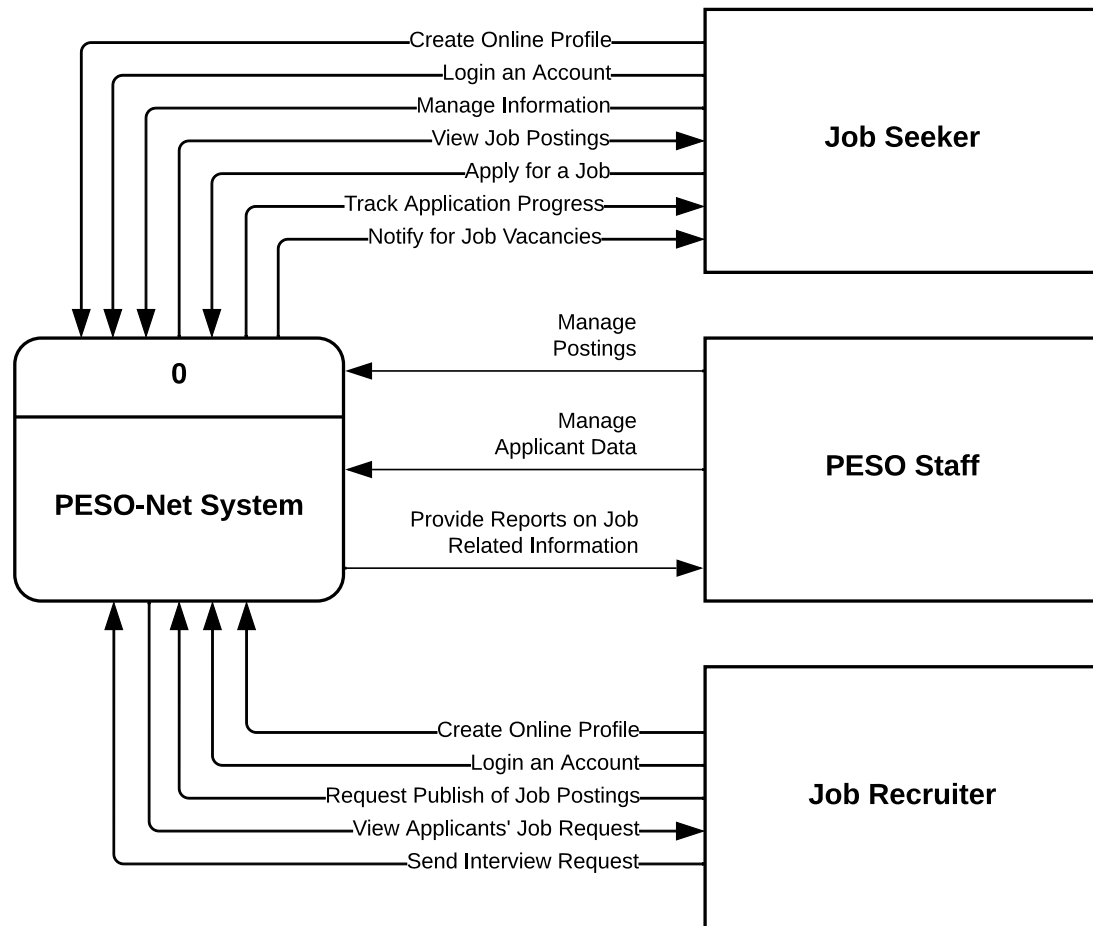 Create Online Profile
Login an Account
Manage Information
View Job Postings
Apply for a Job
Track Application Progress
Notify for Job Vacancies
Job Seeker
0
PESO-Net System
Manage
Postings
Manage
Applicant Data
Provide Reports on Job
Related Information
PESO Staff
Create Online Profile
Login an Account
Request Publish of Job Postings
View Applicants' Job Request
Send Interview Request
Job Recruiter